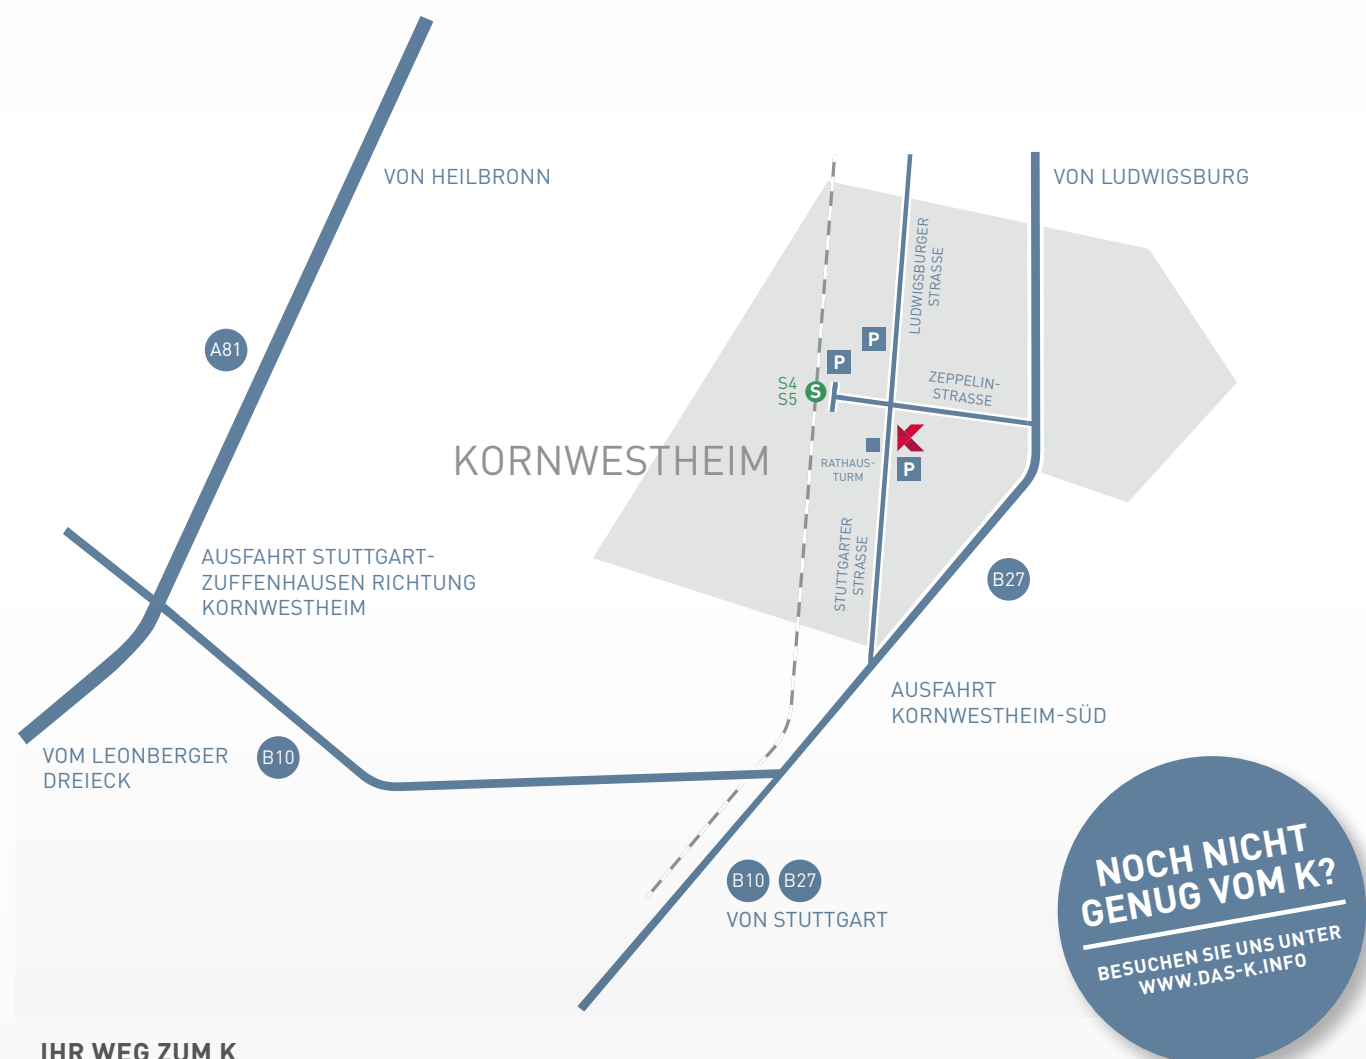 VON HEILBRONN
VON LUDWIGSBURG
LUDWIGSBURGER
STRASSE
A81
P
P
S4
S5
S
ZEPPELIN-
STRASSE
KORNWESTHEIM
RATHAUS-
TURM
P
STUTTGARTER
STRASSE
AUSFAHRT STUTTGART-
ZUFFENHAUSEN RICHTUNG
KORNWESTHEIM
B27
AUSFAHRT
KORNWESTHEIM-SÜD
VOM LEONBERGER
DREIECK
B10
B10 B27
VON STUTTGART
NOCH NICHT
GENUG VOM K?
BESUCHEN SIE UNS UNTER
WWW.DAS-K.INFO
IHR WEG ZUM K